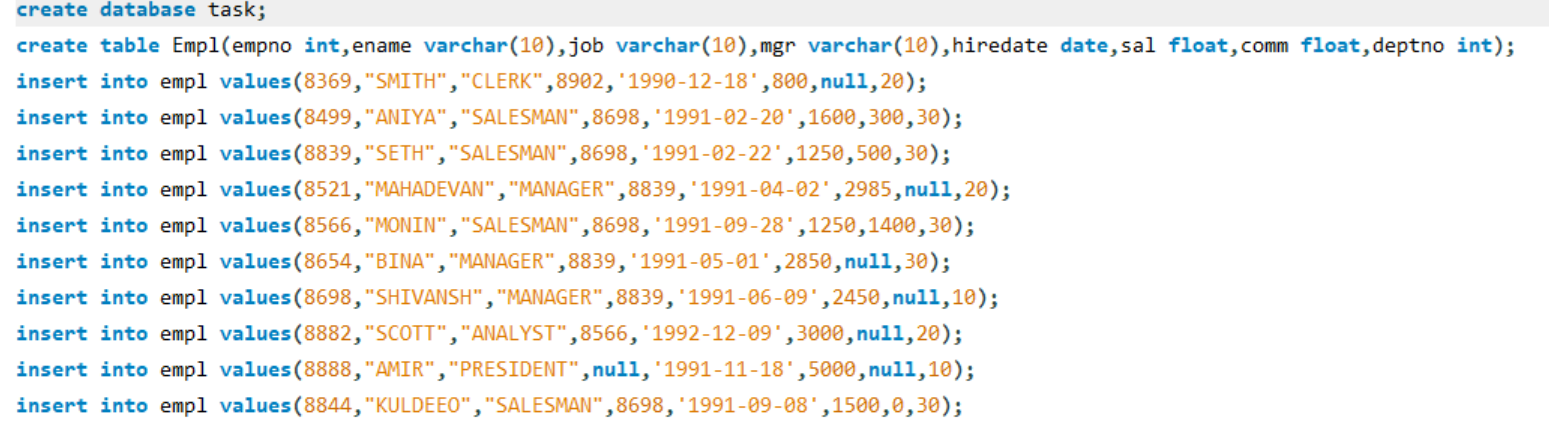 create database task;
create table Empl(empno int,ename varchar(10),job varchar(10),mgr varchar(10),hiredate date,sal float,comm float,deptno int);
insert into empl values(8369,"SMITH","CLERK",8902,'1990-12-18',800,null,20);
insert into empl values(8499,"ANIYA","SALESMAN",8698,'1991-02-20',1600,300,30);
insert into empl values(8839,"SETH","SALESMAN",8698,'1991-02-22',1250,500,30);
insert into empl values(8521,"MAHADEVAN","MANAGER",8839,'1991-04-02',2985,null,20);
insert into empl values(8566,"MONIN","SALESMAN",8698,'1991-09-28',1250,1400,30);
insert into empl values(8654,"BINA","MANAGER",8839,'1991-05-01',2850,null,30);
insert into empl values(8698,"SHIVANSH","MANAGER",8839,'1991-06-09',2450,null,10);
insert into empl values(8882,"SCOTT","ANALYST",8566,'1992-12-09',3000,null,20);
insert into empl values(8888,"AMIR","PRESIDENT",null,'1991-11-18',5000,null,10);
insert into empl values(8844,"KULDEEO","SALESMAN",8698,'1991-09-08',1500,0,30);